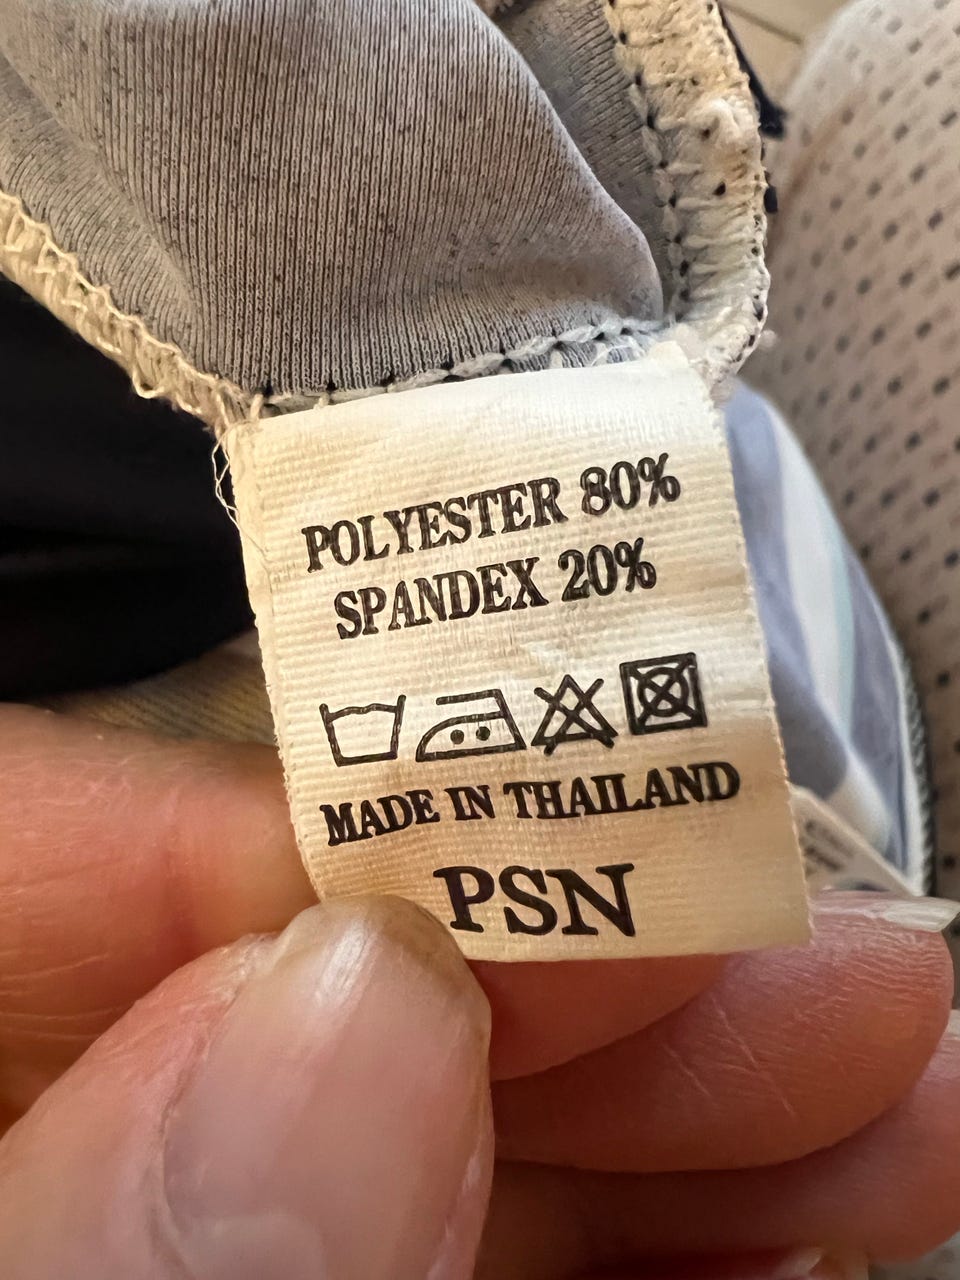 POLYESTER 80%
SPANDEX 20%
MADE IN THAILAND
PSN